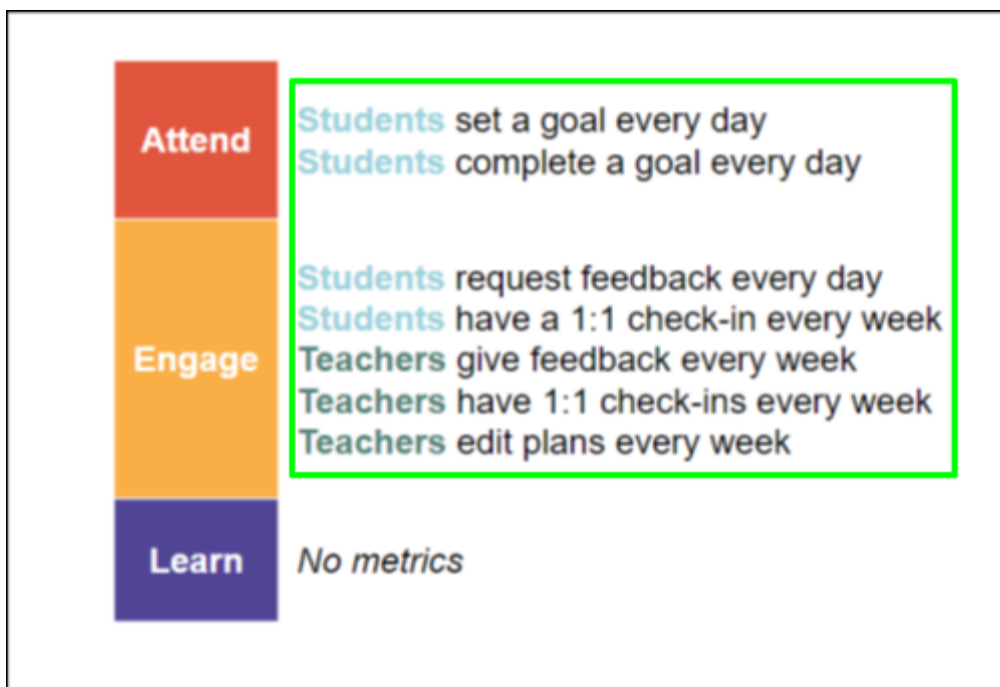 Attend
Students set a goal every day
Students complete a goal every day
Engage
Students request feedback every day
Students have a 1:1 check-in every week
Teachers give feedback every week
Teachers have 1:1 check-ins every week
Teachers edit plans every week
Learn
No metrics